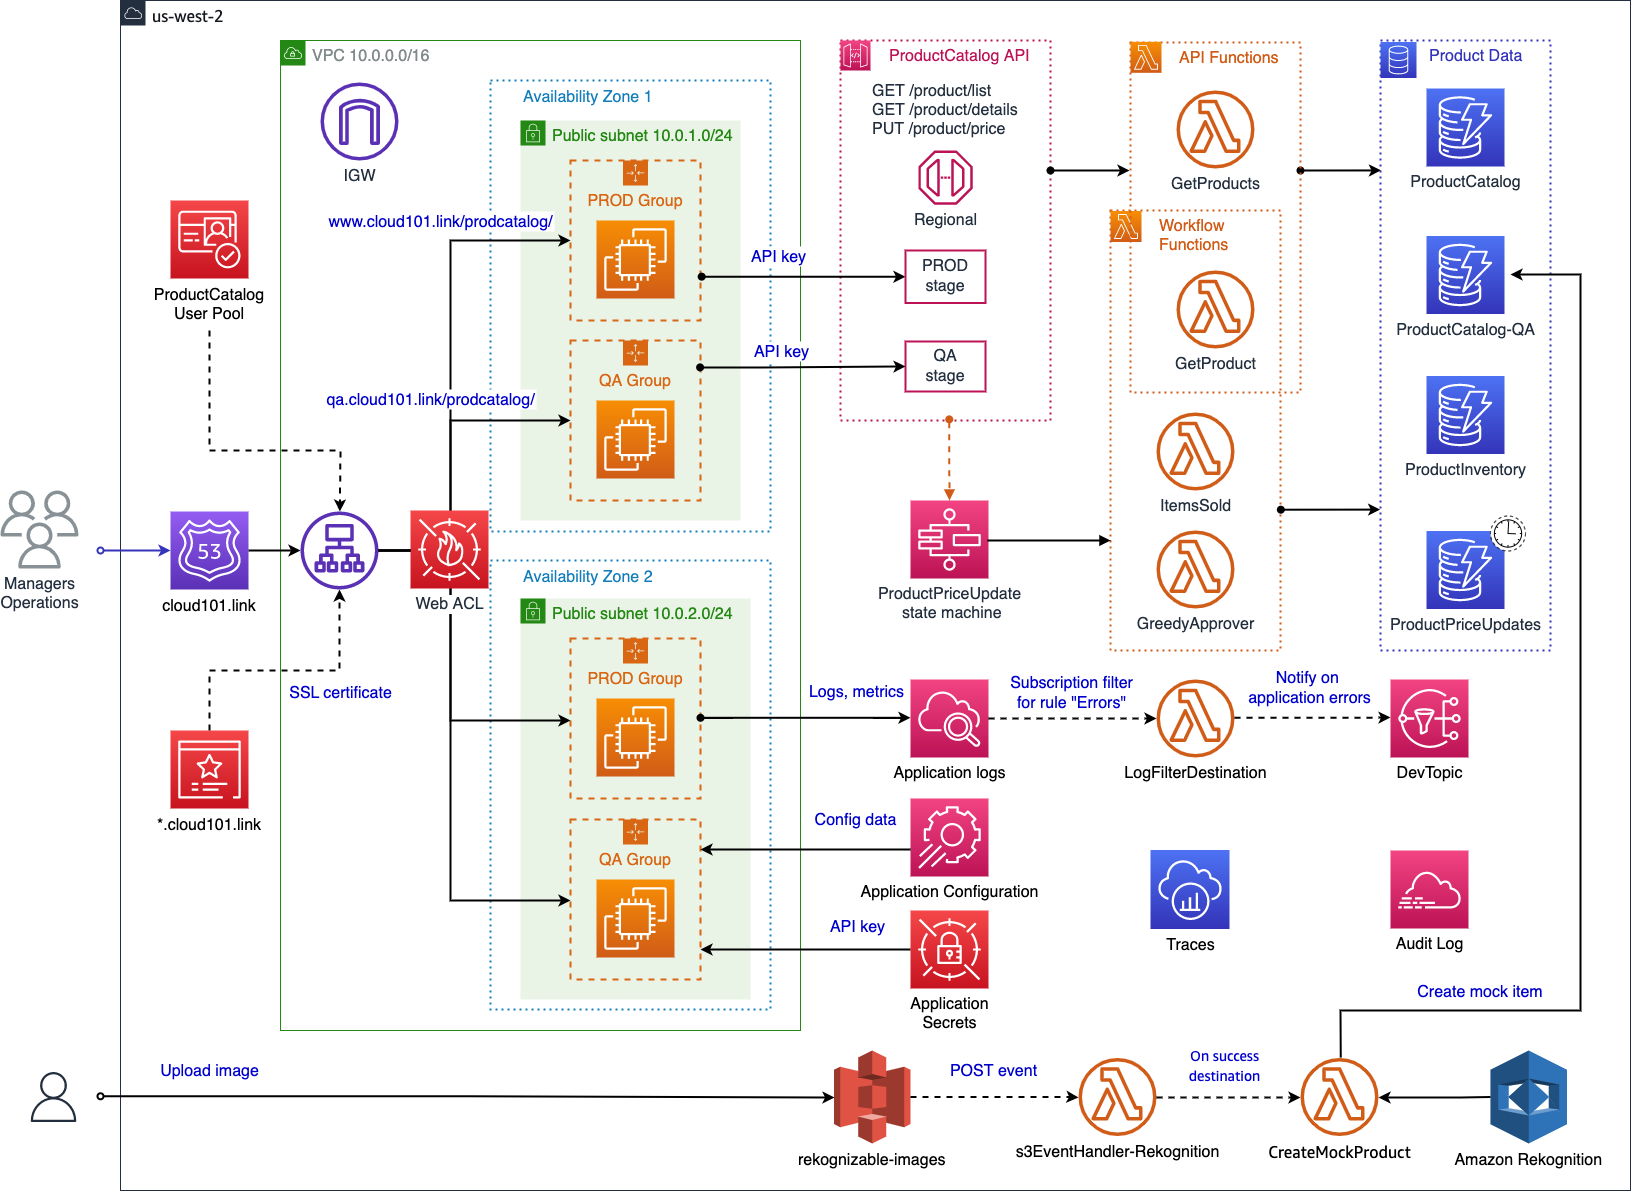 us-west-2
VPC 10.0.0.0/16
IGW
Availability Zone 1
Public subnet 10.0.1.0/24
PROD Group
www.cloud101.link/prodcatalog/
QA Group
qa.cloud101.link/prodcatalog/
ProductCatalog
User Pool
Managers
Operations
53
cloud101.link
Web ACL
SSL certificate
*.cloud101.link
Availability Zone 2
Public subnet 10.0.2.0/24
PROD Group
QA Group
API key
API key
ProductCatalog API
GET /product/list
GET /product/details
PUT /product/price
Regional
PROD
stage
QA
stage
ProductPriceUpdate
state machine
API Functions
GetProducts
Workflow
Functions
GetProduct
ItemsSold
GreedyApprover
Product Data
ProductCatalog
ProductCatalog-QA
ProductInventory
ProductPriceUpdates
Logs, metrics
Application logs
Subscription filter
for rule "Errors"
LogFilterDestination
Notify on
application errors
DevTopic
Config data
Application Configuration
API key
Application
Secrets
Traces
Audit Log
Create mock item
Upload image
rekognizable-images
POST event
s3EventHandler-Rekognition
On success
destination
CreateMockProduct
Amazon Rekognition